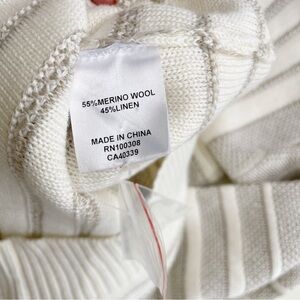 55%MERINO WOOL
45%LINEN
MADE IN CHINA
RN100308
CA40339